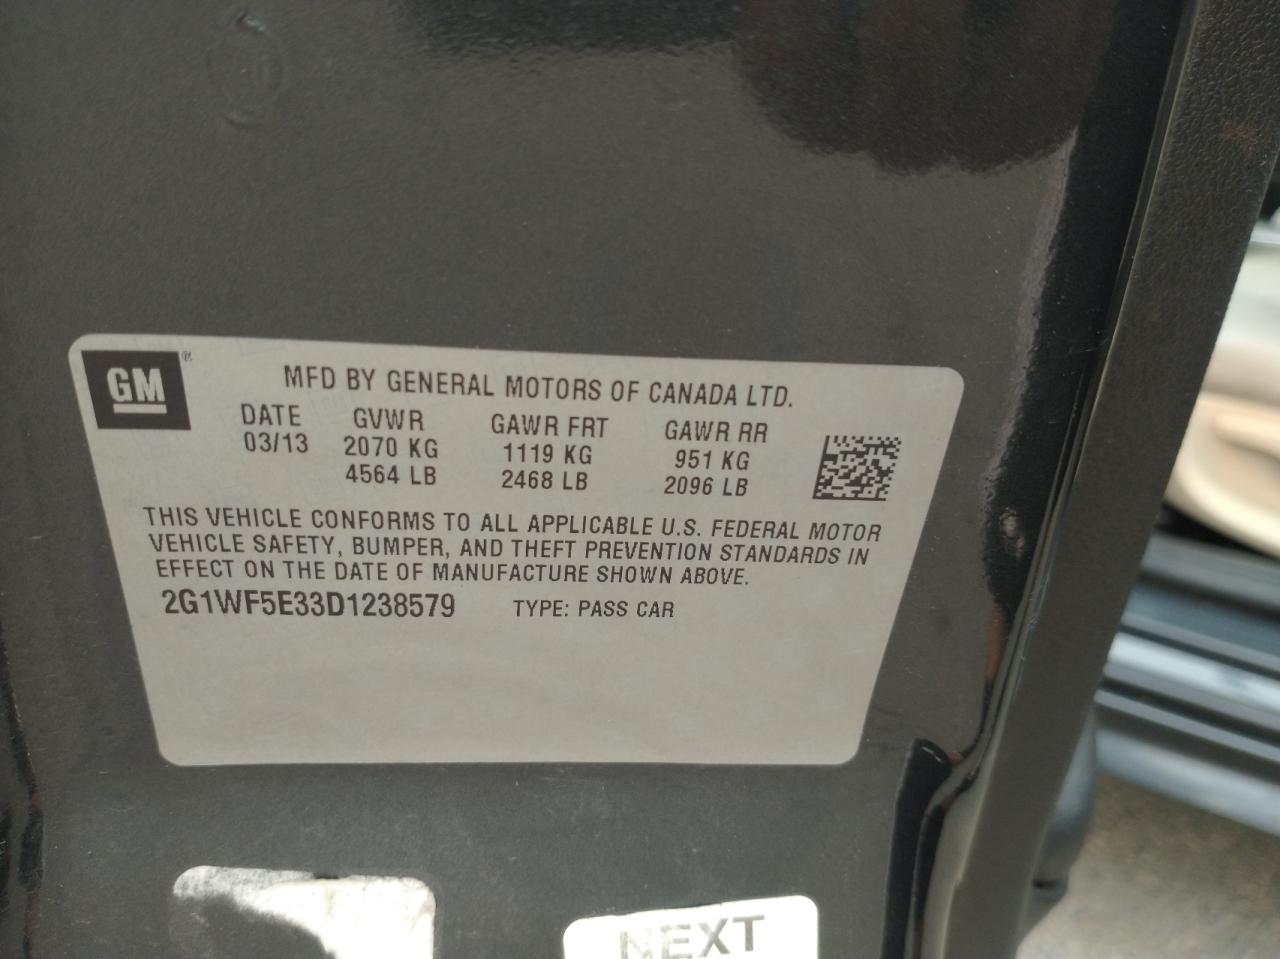 GM ®
MFD BY GENERAL MOTORS OF CANADA LTD.
DATE GVWR GAWR FRT GAWR RR
03/13 2070 KG 1119 KG 951 KG
4564 LB 2468 LB 2096 LB
THIS VEHICLE CONFORMS TO ALL APPLICABLE U.S. FEDERAL MOTOR
VEHICLE SAFETY, BUMPER, AND THEFT PREVENTION STANDARDS IN
EFFECT ON THE DATE OF MANUFACTURE SHOWN ABOVE.
2G1WF5E33D1238579 TYPE: PASS CAR
NEXT